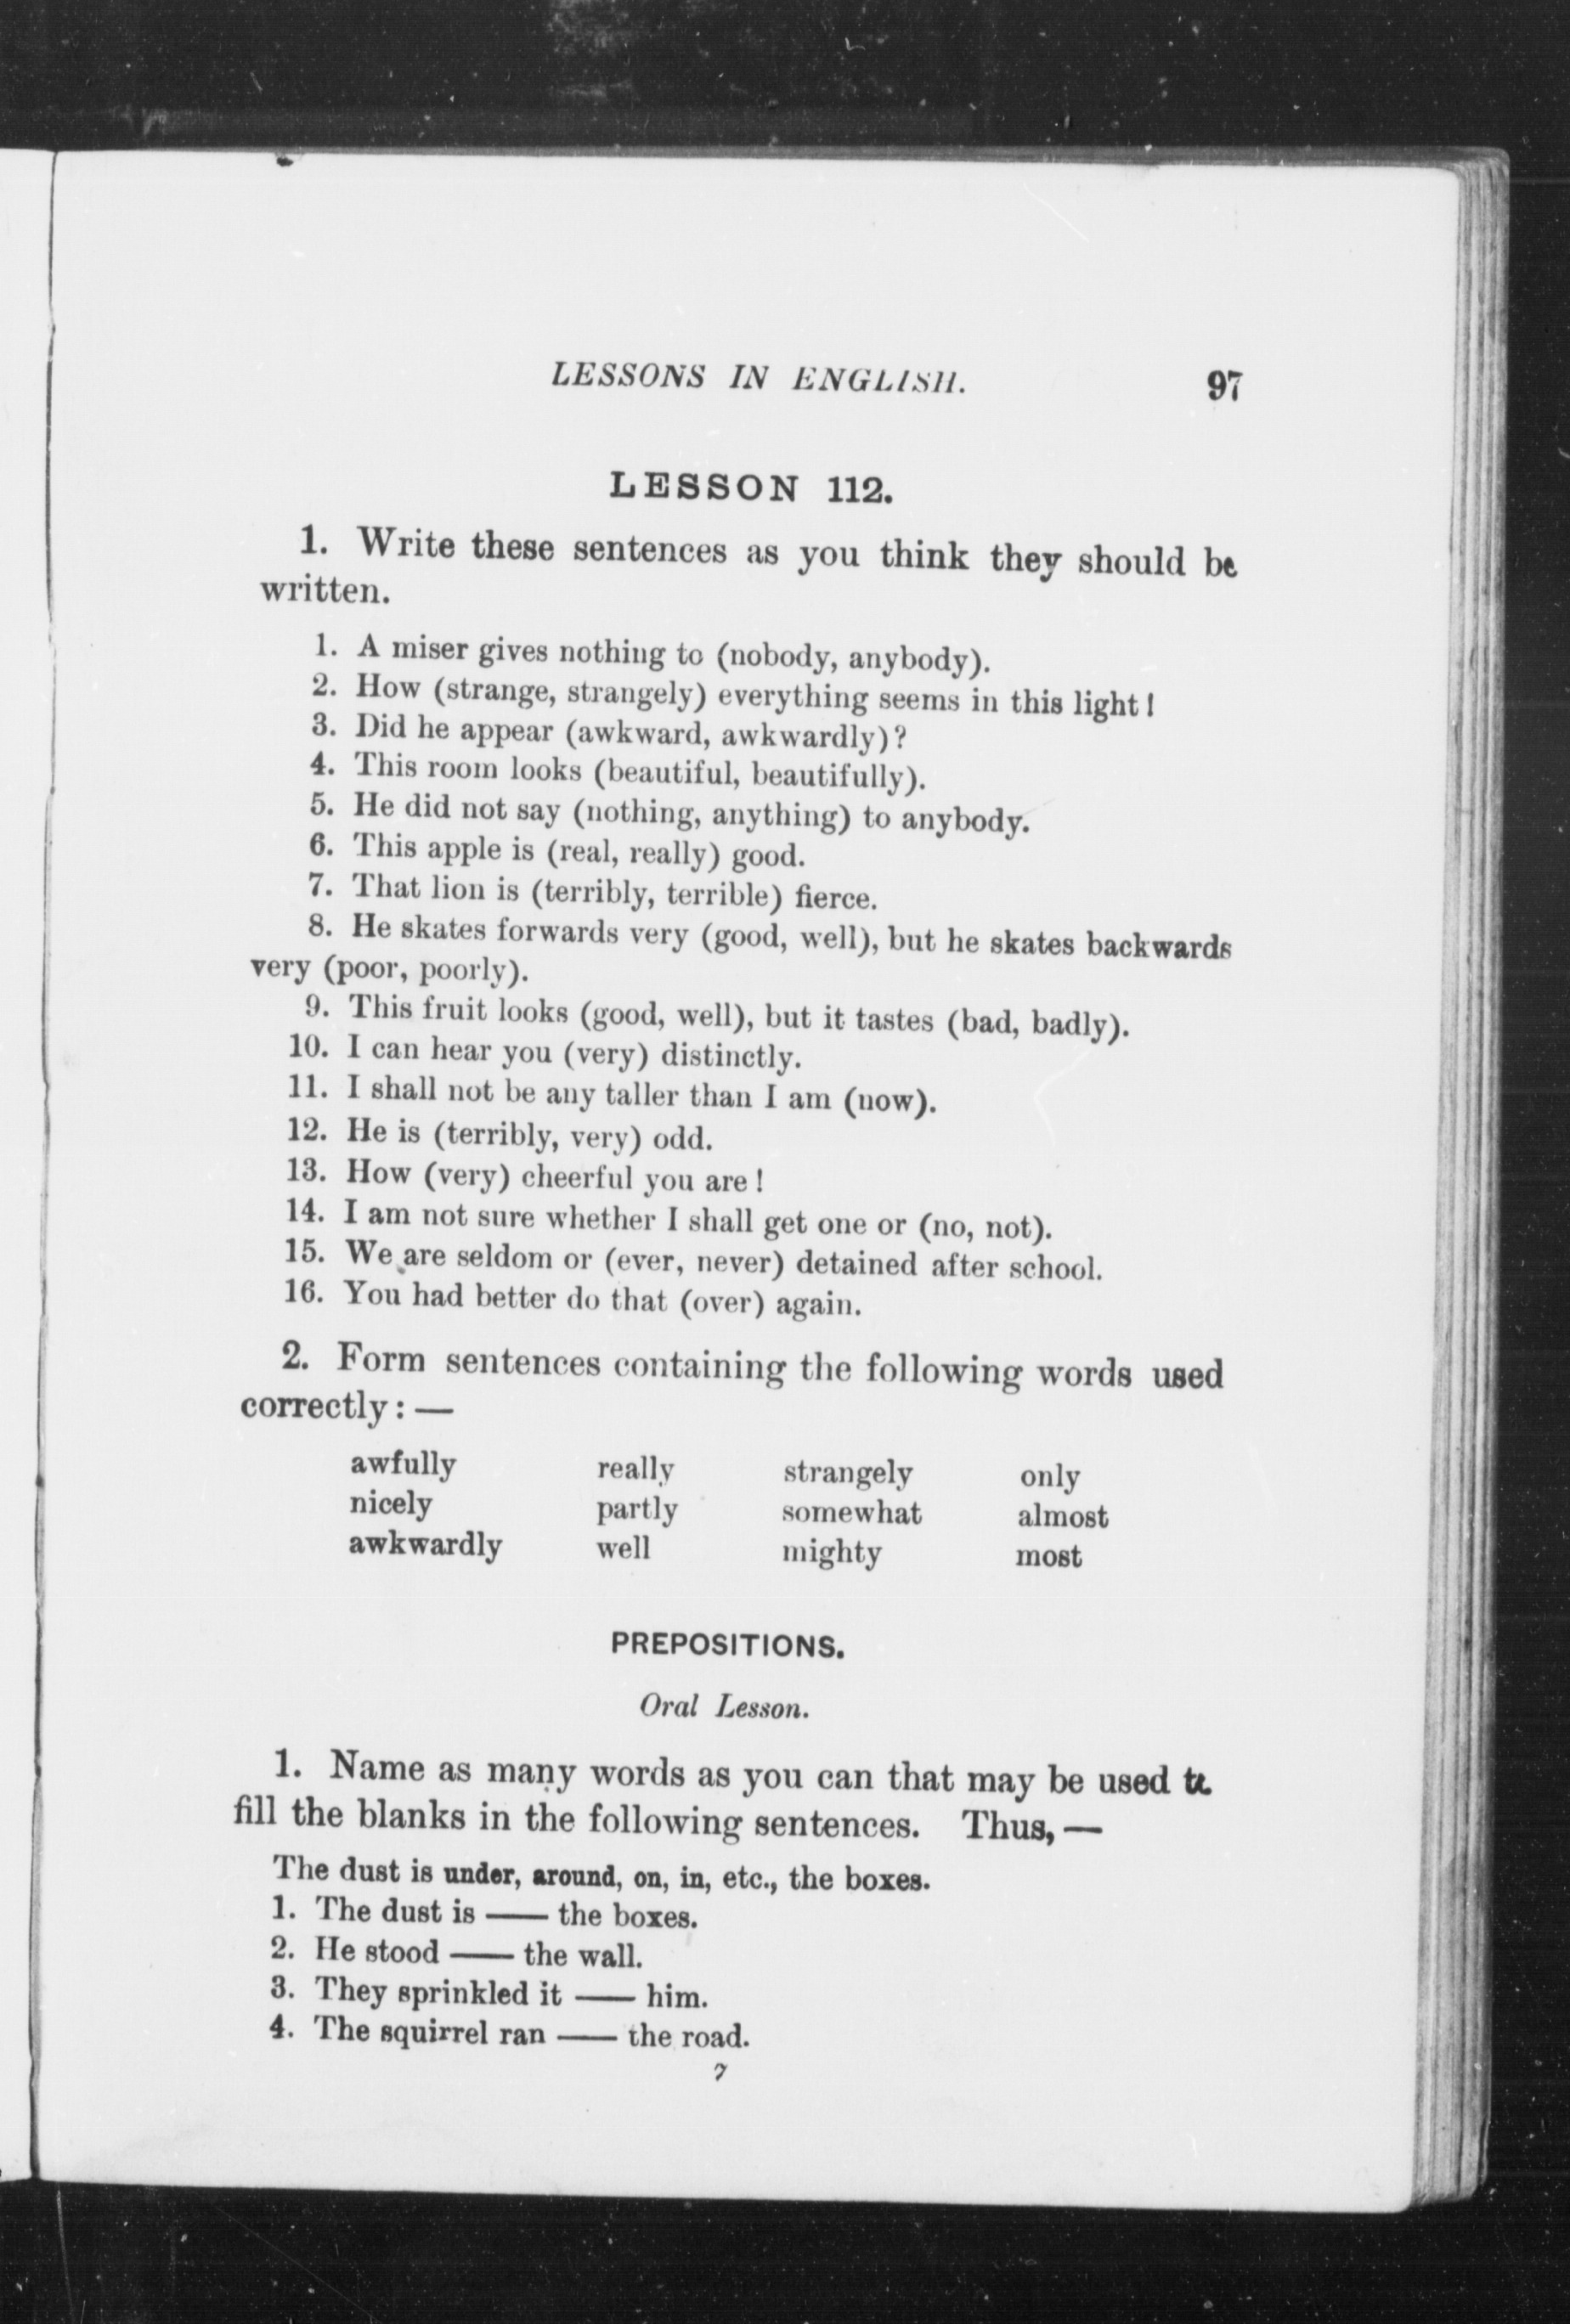 LESSONS IN ENGLISH. 97
LESSON 112.
1. Write these sentences as you think they should be
written.
1. A miser gives nothing to (nobody, anybody).
2. How (strange, strangely) everything seems in this light!
3. Did he appear (awkward, awkwardly)?
4. This room looks (beautiful, beautifully).
5. He did not say (nothing, anything) to anybody.
6. This apple is (real, really) good.
7. That lion is (terribly, terrible) fierce.
8. He skates forwards very (good, well), but he skates backwards
very (poor, poorly).
9. This fruit looks (good, well), but it tastes (bad, badly).
10. I can hear you (very) distinctly.
11. I shall not be any taller than I am (now).
12. He is (terribly, very) odd.
13. How (very) cheerful you are!
14. I am not sure whether I shall get one or (no, not).
15. We are seldom or (ever, never) detained after school.
16. You had better do that (over) again.
2. Form sentences containing the following words used
correctly: —
awfully really strangely only
nicely partly somewhat almost
awkwardly well mighty most
PREPOSITIONS.
Oral Lesson.
1. Name as many words as you can that may be used to
fill the blanks in the following sentences. Thus, —
The dust is under, around, on, in, etc., the boxes.
1. The dust is —— the boxes.
2. He stood —— the wall.
3. They sprinkled it —— him.
4. The squirrel ran —— the road.
7